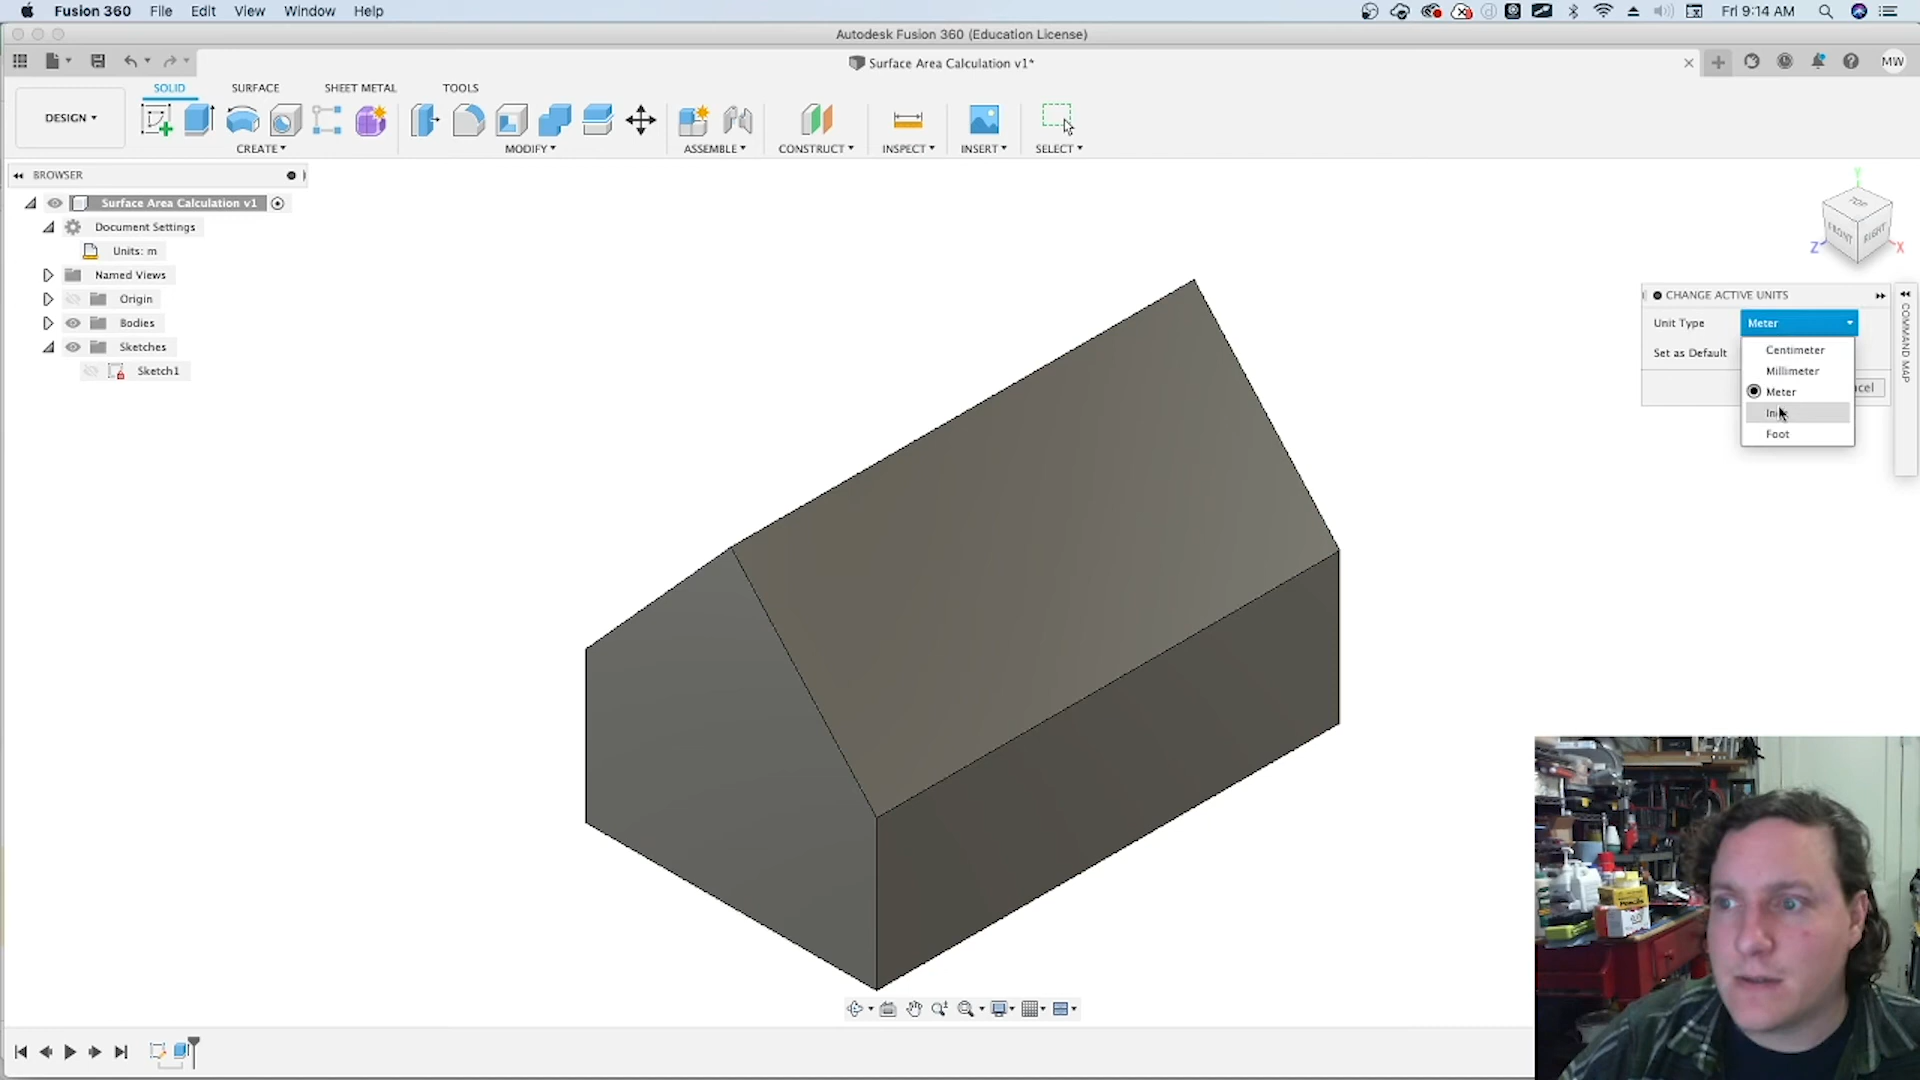 Fusion 360 File Edit View Window Help Fri 9:14 AM
Autodesk Fusion 360 (Education License)
Surface Area Calculation v1* MW
SOLID SURFACE SHEET METAL TOOLS
DESIGN
CREATE MODIFY ASSEMBLE CONSTRUCT INSPECT INSERT SELECT
BROWSER
Surface Area Calculation v1
Document Settings
Units: m
Named Views
Origin
Bodies
Sketches
Sketch1
Y
TOP
FRONT RIGHT
Z X
CHANGE ACTIVE UNITS
Unit Type Meter
Set as Default
Centimeter
Millimeter
Meter
Foot
COMMAND MAP